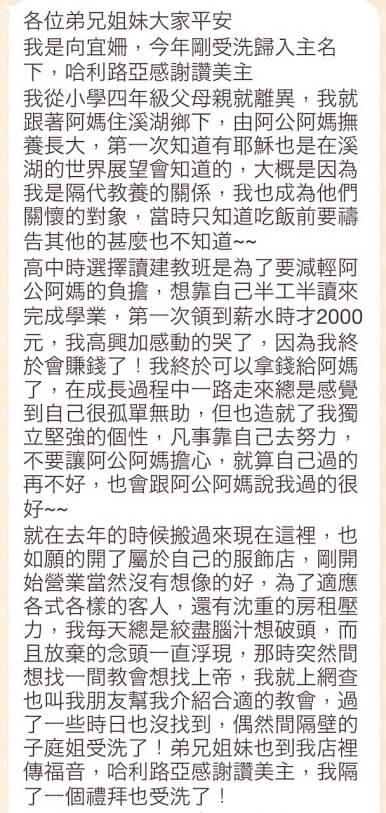 各位弟兄姐妹大家平安
我是向宜姍，今年剛受洗歸入主名
下，哈利路亞感謝讚美主
我從小學四年級父母親就離異，我就
跟著阿媽住溪湖鄉下，由阿公阿媽撫
養長大，第一次知道有耶穌也是在溪
湖的世界展望會知道的，大概是因為
我是隔代教養的關係，我也成為他們
關懷的對象，當時只知道吃飯前要禱
告其他的甚麼也不知道~~
高中時選擇讀建教班是為了要減輕阿
公阿媽的負擔，想靠自己半工半讀來
完成學業，第一次領到薪水時才2000
元，我高興加感動的哭了，因為我終
於會賺錢了！我終於可以拿錢給阿媽
了，在成長過程中一路走來總是感覺
到自己很孤單無助，但也造就了我獨
立堅強的個性，凡事靠自己去努力，
不要讓阿公阿媽擔心，就算自己過的
再不好，也會跟阿公阿媽說我過的很
好~~
就在去年的時候搬過來現在這裡，也
如願的開了屬於自己的服飾店，剛開
始營業當然沒有想像的好，為了適應
各式各樣的客人，還有沈重的房租壓
力，我每天總是絞盡腦汁想破頭，而
且放棄的念頭一直浮現，那時突然間
想找一間教會想找上帝，我就上網查
也叫我朋友幫我介紹合適的教會，過
了一些時日也沒找到，偶然間隔壁的
子庭姐受洗了！弟兄姐妹也到我店裡
傳福音，哈利路亞感謝讚美主，我隔
了一個禮拜也受洗了！